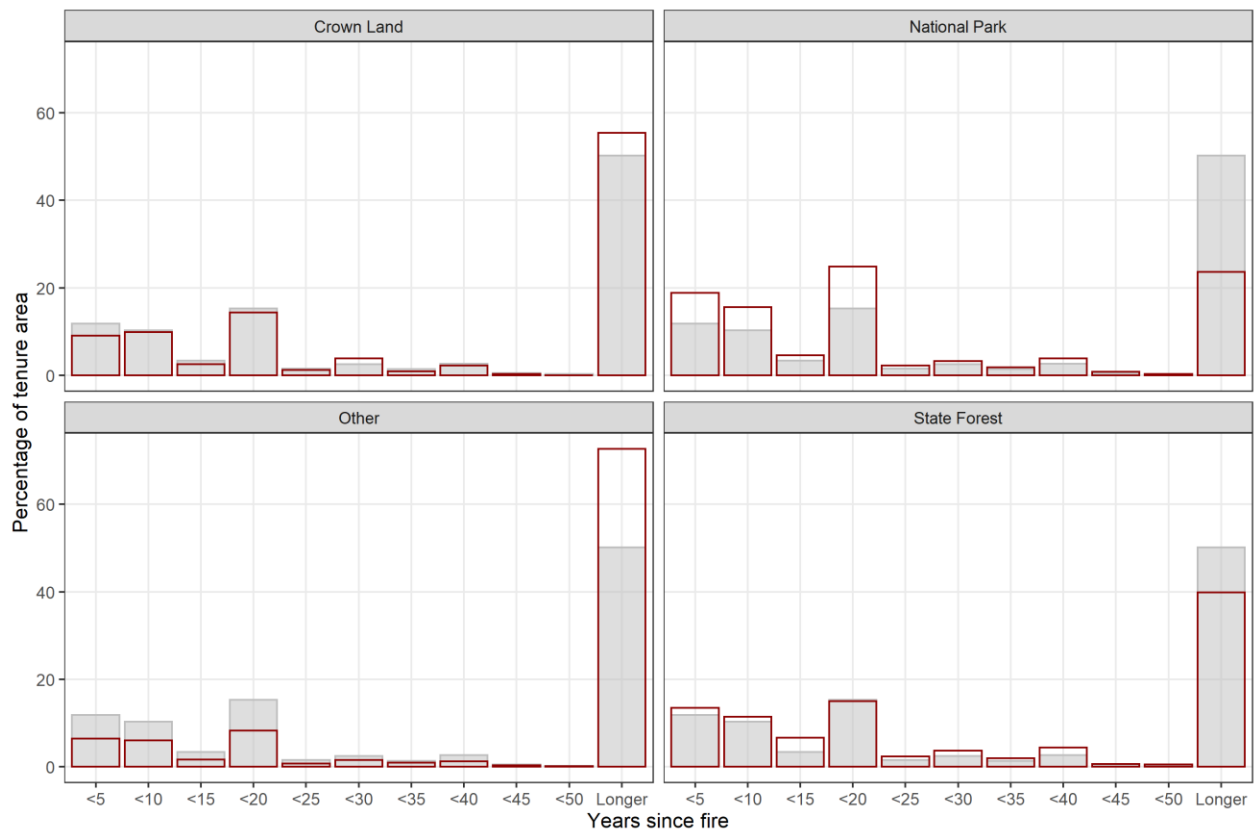 Crown Land
National Park
60
40
20
0
Other
State Forest
60
40
20
0
Percentage of tenure area
<5 <10 <15 <20 <25 <30 <35 <40 <45 <50 Longer
<5 <10 <15 <20 <25 <30 <35 <40 <45 <50 Longer
Years since fire